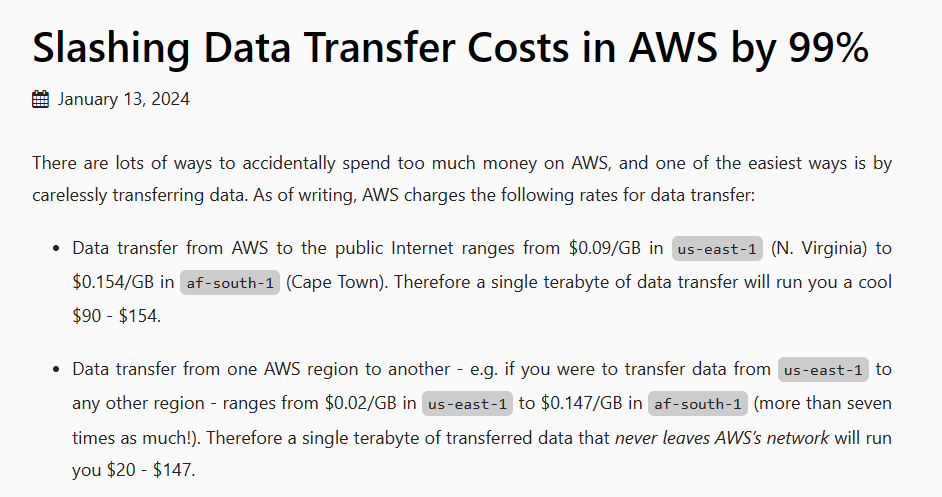 Slashing Data Transfer Costs in AWS by 99%
January 13, 2024
There are lots of ways to accidentally spend too much money on AWS, and one of the easiest ways is by
carelessly transferring data. As of writing, AWS charges the following rates for data transfer:
• Data transfer from AWS to the public Internet ranges from $0.09/GB in us-east-1 (N. Virginia) to
$0.154/GB in af-south-1 (Cape Town). Therefore a single terabyte of data transfer will run you a cool
$90 - $154.
• Data transfer from one AWS region to another - e.g. if you were to transfer data from us-east-1 to
any other region - ranges from $0.02/GB in us-east-1 to $0.147/GB in af-south-1 (more than seven
times as much!). Therefore a single terabyte of transferred data that never leaves AWS's network will run
you $20 - $147.